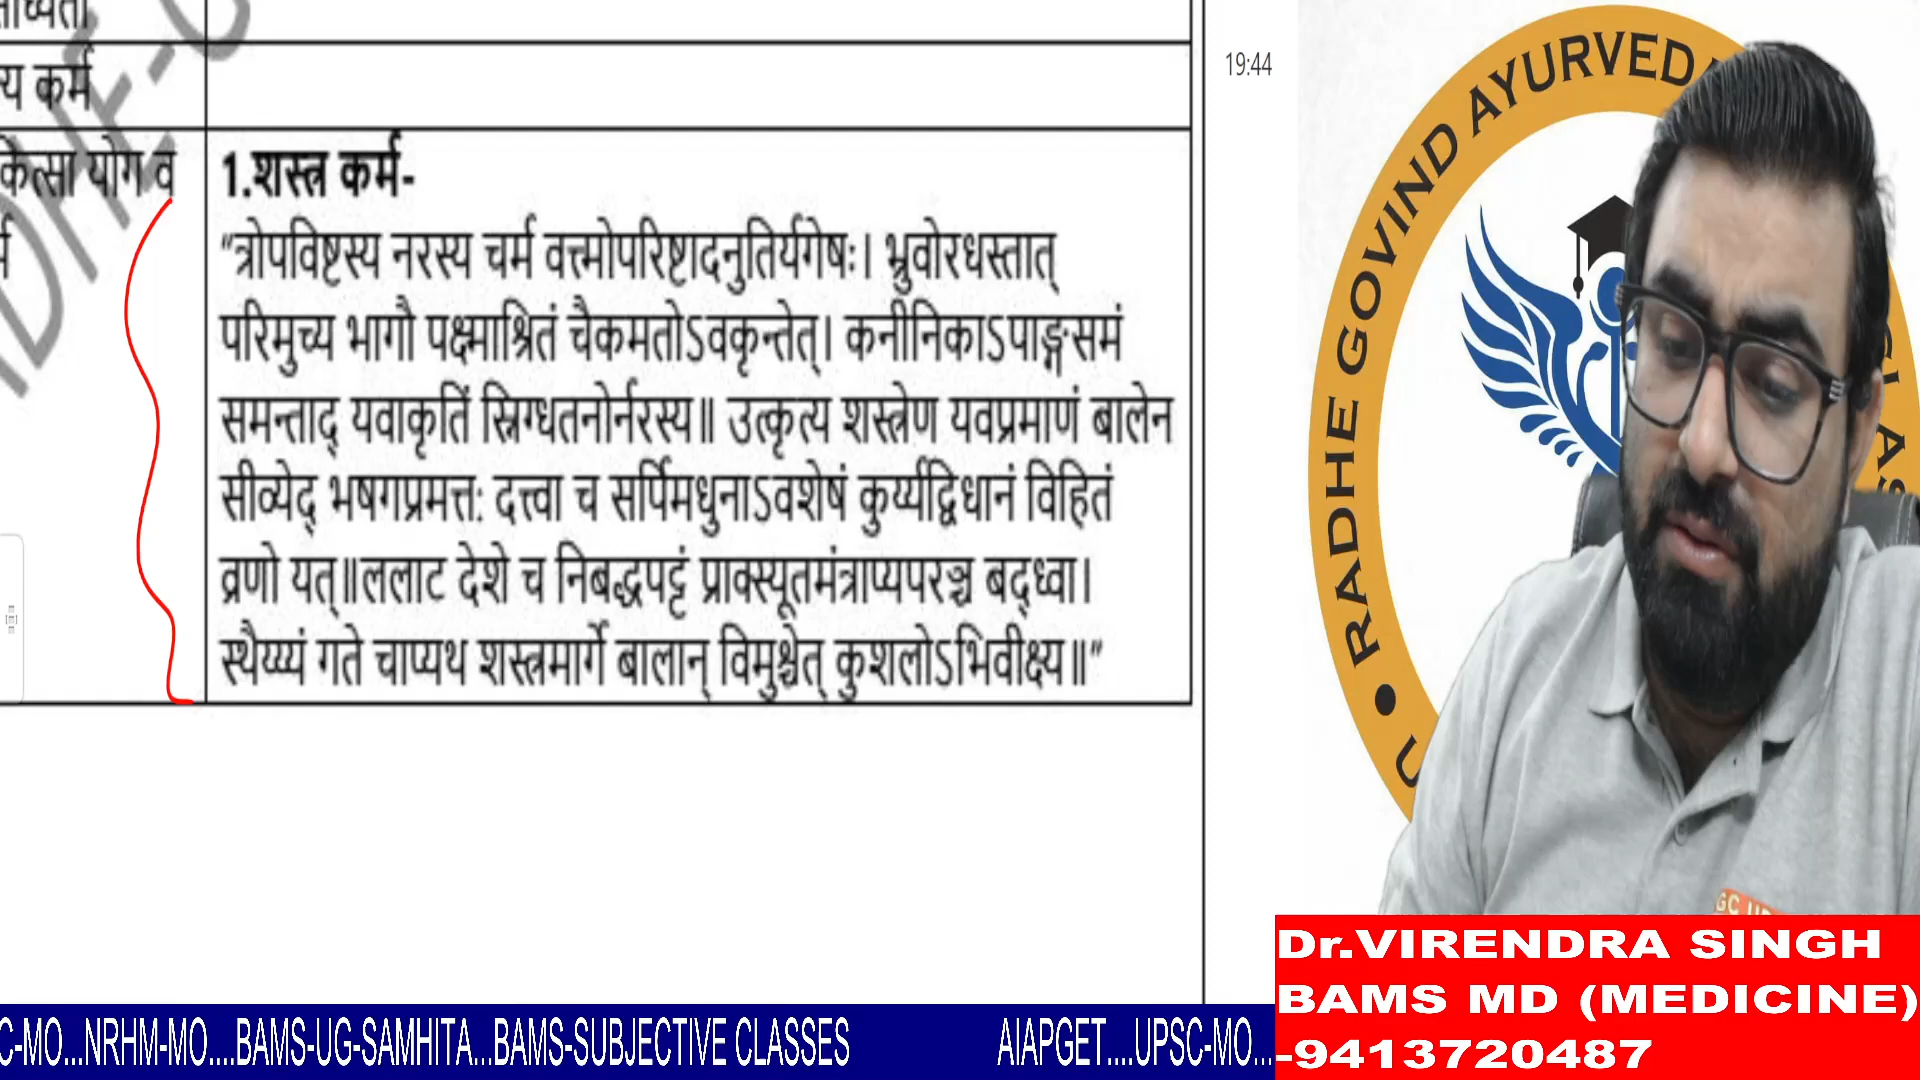 य कर्म
19:44
कित्सा योग व
1.शस्त्र कर्म-
“त्रोपविष्टस्य नरस्य चर्म वर्त्मोपरिष्टादनुतिर्यगेषः। भ्रुवोरधस्तात्
परिमुच्य भागौ पक्ष्माश्रितं चैकमतोऽवकृन्तेत्। कनीनिकाऽपाङ्गसमं
समन्ताद् यवाकृतिं स्निग्धतनोर्नरस्य॥ उत्कृत्य शस्त्रेण यवप्रमाणं बालेन
सीव्येद् भषगप्रमत्त: दत्त्वा च सर्पिमधुनाऽवशेषं कुर्य्यद्विधानं विहितं
व्रणो यत्॥ललाट देशे च निबद्धपट्टं प्राक्स्यूतमंत्राप्यपरञ्च बद्ध्वा।
स्थैय्य्यं गते चाप्यथ शस्त्रमार्गे बालान् विमुञ्चेत् कुशलोऽभिवीक्ष्य॥”
RADHE GOVIND AYURVED
Dr.VIRENDRA SINGH
BAMS MD (MEDICINE)
-9413720487
C-MO...NRHM-MO....BAMS-UG-SAMHITA...BAMS-SUBJECTIVE CLASSES AIAPGET....UPSC-MO...